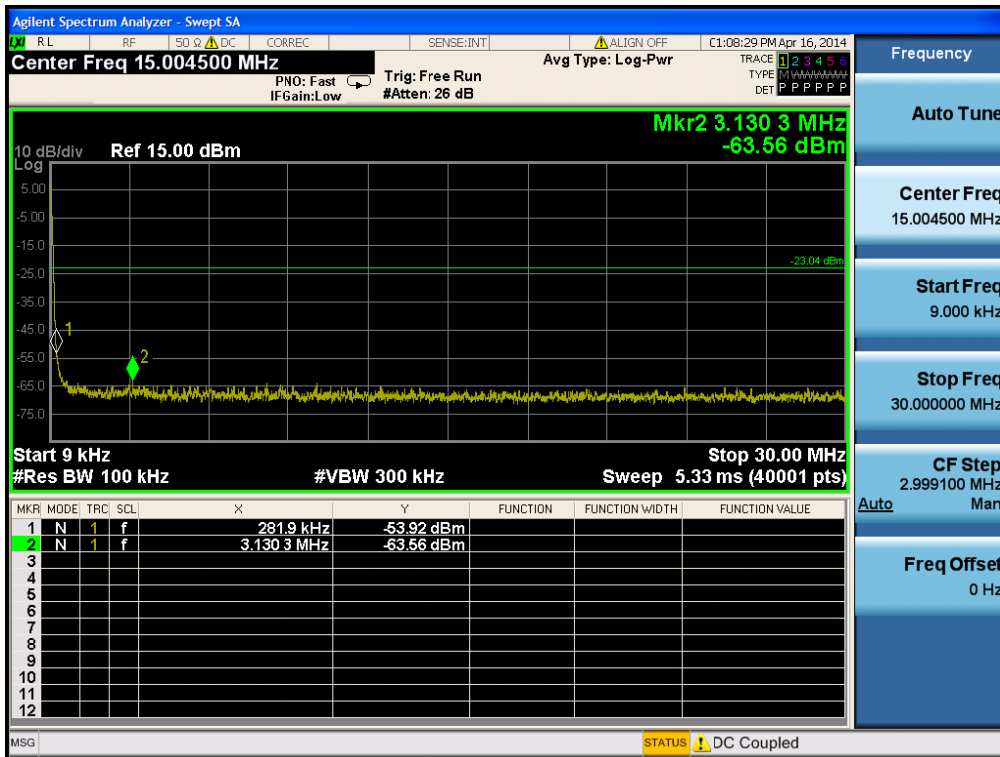 Agilent Spectrum Analyzer - Swept SA
LXI RL RF 50 Ω DC CORREC SENSE:INT ALIGN OFF 01:08:29 PM Apr 16, 2014
Center Freq 15.004500 MHz
PNO: Fast
IFGain:Low
Trig: Free Run
#Atten: 26 dB
Avg Type: Log-Pwr
TRACE 1 2 3 4 5 6
TYPE M
DET P P P P P P
Mkr2 3.130 3 MHz
-63.56 dBm
10 dB/div Ref 15.00 dBm
Log
5.00
-5.00
-15.0
-23.04 dBm
-25.0
-35.0
-45.0
1
-55.0
2
-65.0
-75.0
Start 9 kHz Stop 30.00 MHz
#Res BW 100 kHz #VBW 300 kHz Sweep 5.33 ms (40001 pts)
MKR MODE TRC SCL X Y FUNCTION FUNCTION WIDTH FUNCTION VALUE
1 N 1 f 281.9 kHz -53.92 dBm
2 N 1 f 3.130 3 MHz -63.56 dBm
3
4
5
6
7
8
9
10
11
12
MSG STATUS DC Coupled
Frequency
Auto Tune
Center Freq
15.004500 MHz
Start Freq
9.000 kHz
Stop Freq
30.000000 MHz
CF Step
2.999100 MHz
Auto Man
Freq Offset
0 Hz